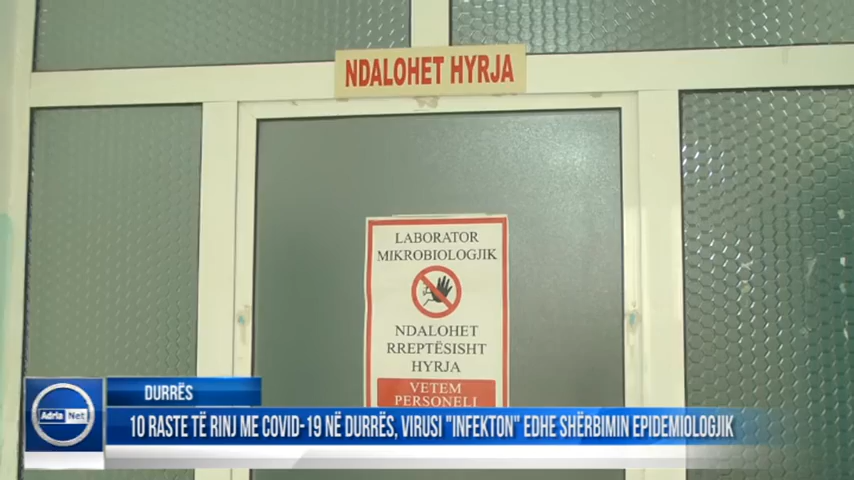 NDALOHET HYRJA
LABORATOR
MIKROBIOLOGJIK
NDALOHET
RREPTËSISHT
HYRJA
VETEM
PERSONELI
DURRËS
Adria Net
10 RASTE TË RINJ ME COVID-19 NË DURRËS, VIRUSI "INFEKTON" EDHE SHËRBIMIN EPIDEMIOLOGJIK